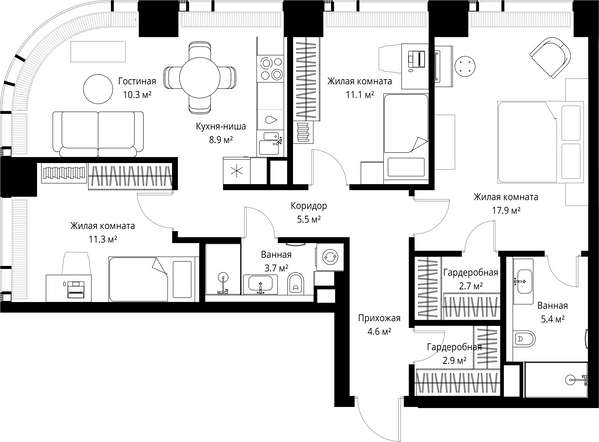 Гостиная
10.3 м²
Кухня-ниша
8.9 м²
Жилая комната
11.1 м²
Жилая комната
17.9 м²
Коридор
5.5 м²
Жилая комната
11.3 м²
Ванная
3.7 м²
Гардеробная
2.7 м²
Ванная
5.4 м²
Прихожая
4.6 м²
Гардеробная
2.9 м²